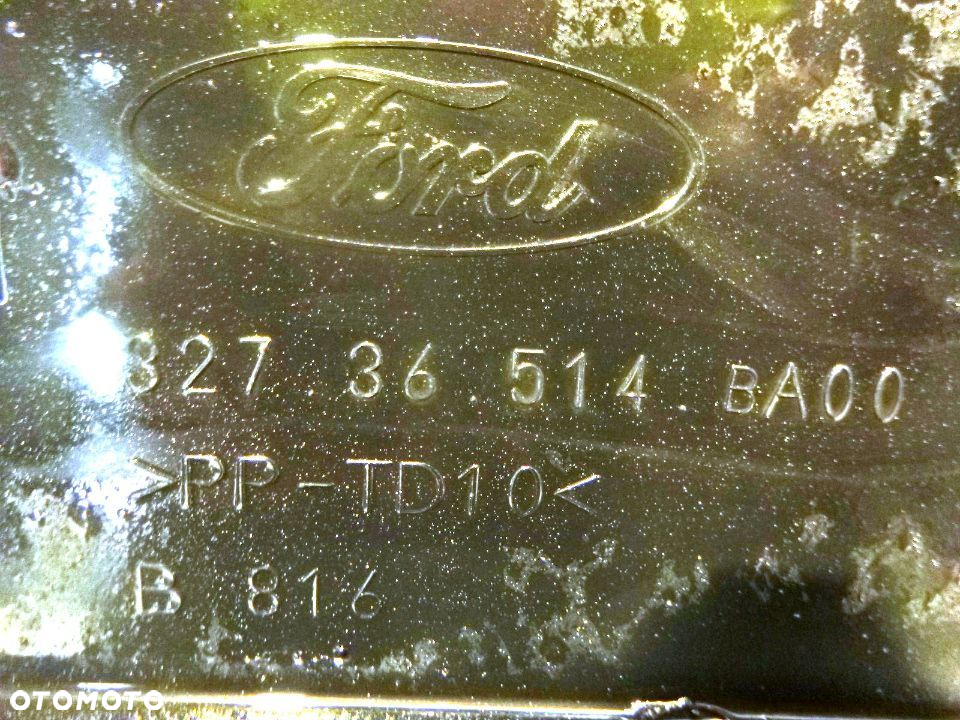 Ford
327.36.514.BA00
>PP-TD10<
B 816
OTOMOTO